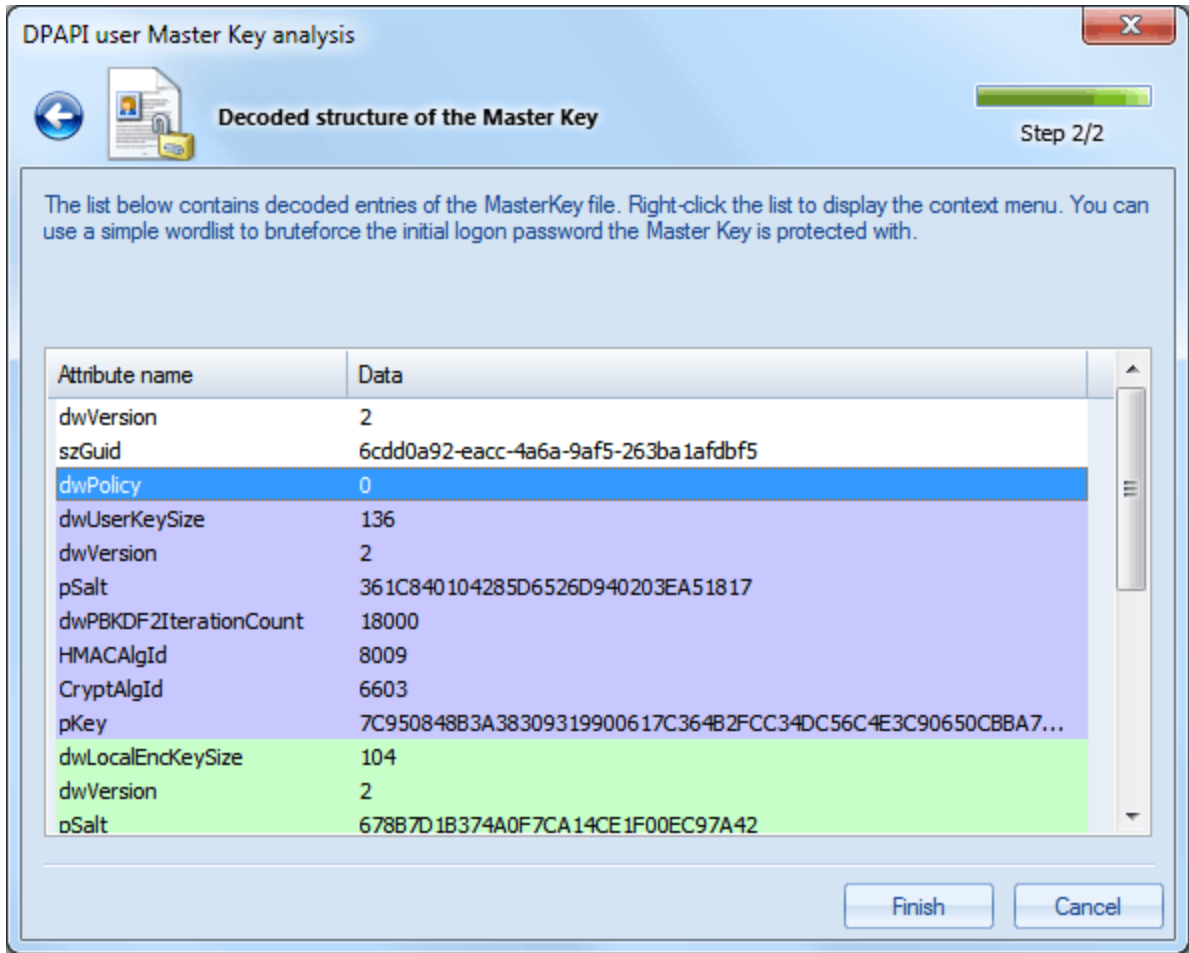 DPAPI user Master Key analysis
Decoded structure of the Master Key
Step 2/2
The list below contains decoded entries of the MasterKey file. Right-click the list to display the context menu. You can
use a simple wordlist to bruteforce the initial logon password the Master Key is protected with.
Attribute name Data
dwVersion 2
szGuid 6cdd0a92-eacc-4a6a-9af5-263ba1afdbf5
dwPolicy 0
dwUserKeySize 136
dwVersion 2
pSalt 361C840104285D6526D940203EA51817
dwPBKDF2IterationCount 18000
HMACAlgId 8009
CryptAlgId 6603
pKey 7C950848B3A38309319900617C364B2FCC34DC56C4E3C90650CBBA7...
dwLocalEncKeySize 104
dwVersion 2
pSalt 678B7D1B374A0F7CA14CE1F00EC97A42
Finish Cancel